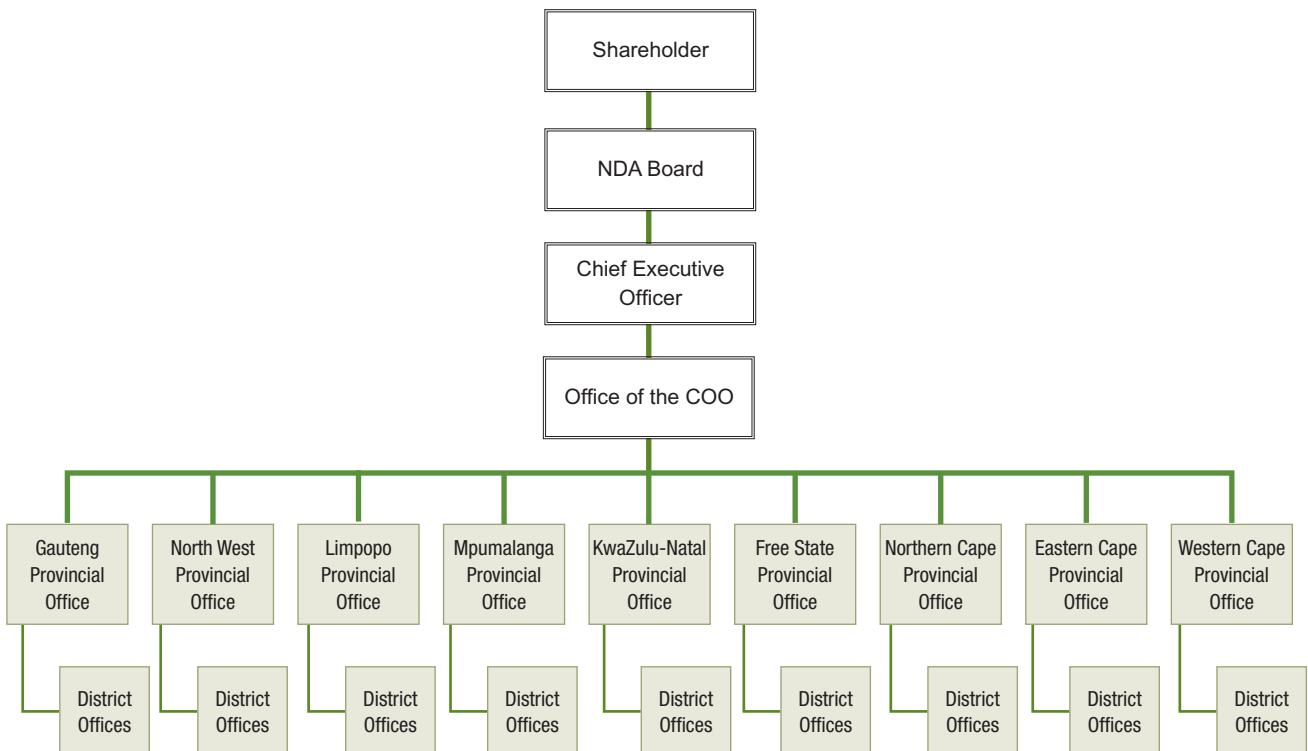 Shareholder
NDA Board
Chief Executive
Officer
Office of the COO
Gauteng
Provincial
Office
North West
Provincial
Office
Limpopo
Provincial
Office
Mpumalanga
Provincial
Office
KwaZulu-Natal
Provincial
Office
Free State
Provincial
Office
Northern Cape
Provincial
Office
Eastern Cape
Provincial
Office
Western Cape
Provincial
Office
District
Offices
District
Offices
District
Offices
District
Offices
District
Offices
District
Offices
District
Offices
District
Offices
District
Offices